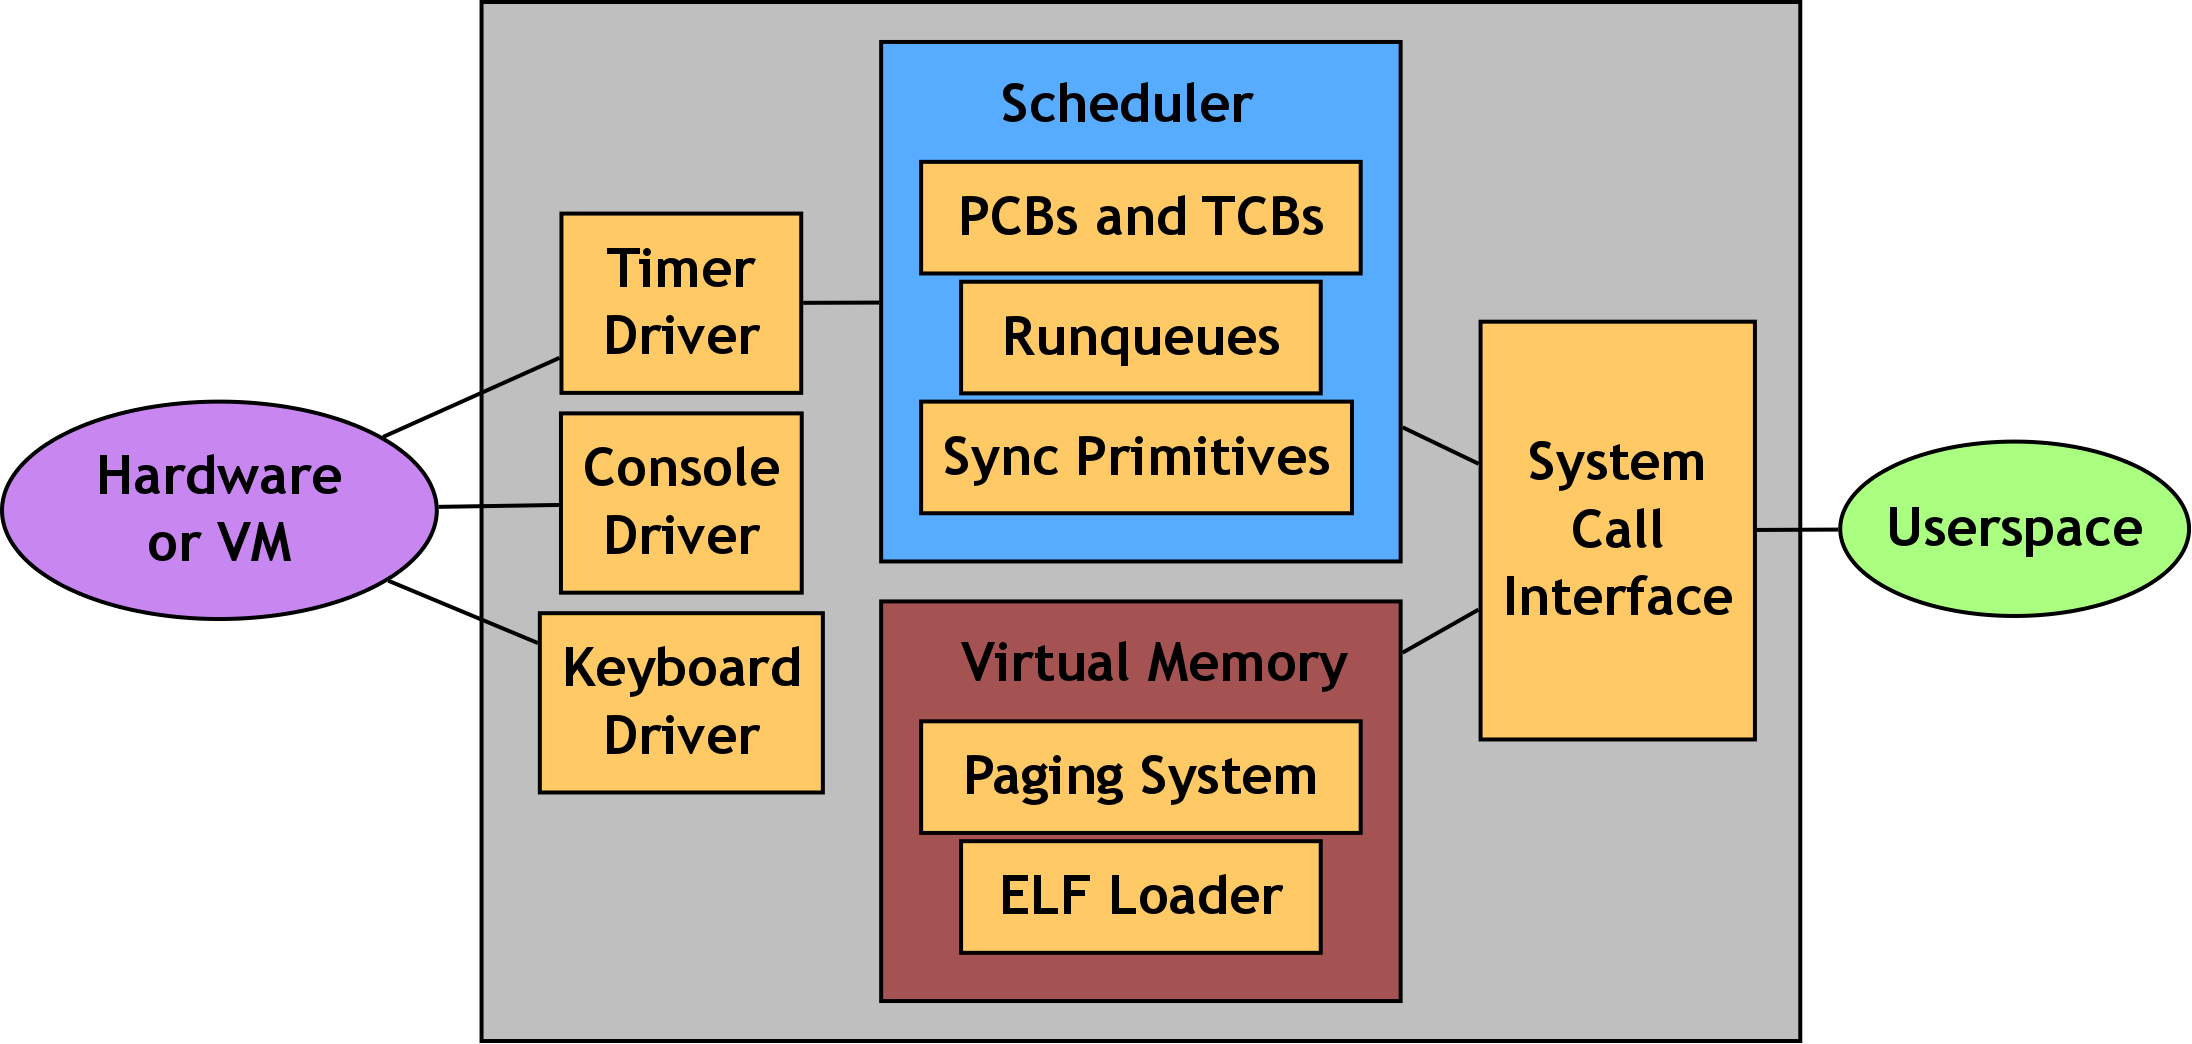 Hardware
or VM
Timer
Driver
Console
Driver
Keyboard
Driver
Scheduler
PCBs and TCBs
Runqueues
Sync Primitives
Virtual Memory
Paging System
ELF Loader
System
Call
Interface
Userspace